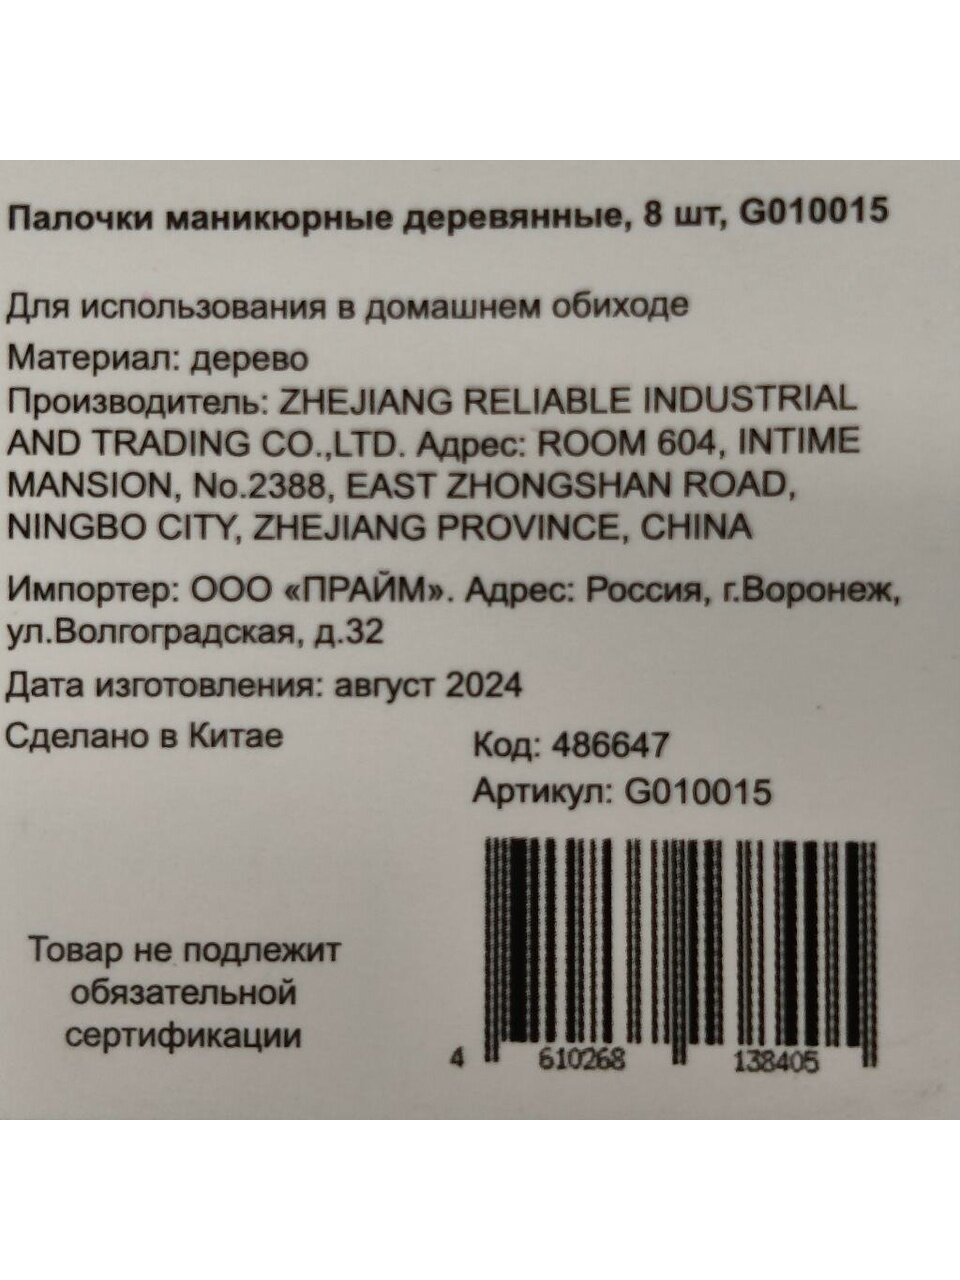 Палочки маникюрные деревянные, 8 шт, G010015
Для использования в домашнем обиходе
Материал: дерево
Производитель: ZHEJIANG RELIABLE INDUSTRIAL
AND TRADING CO.,LTD. Адрес: ROOM 604, INTIME
MANSION, No.2388, EAST ZHONGSHAN ROAD,
NINGBO CITY, ZHEJIANG PROVINCE, CHINA
Импортер: ООО «ПРАЙМ». Адрес: Россия, г.Воронеж,
ул.Волгоградская, д.32
Дата изготовления: август 2024
Сделано в Китае
Код: 486647
Артикул: G010015
Товар не подлежит
обязательной
сертификации
4 610268 138405